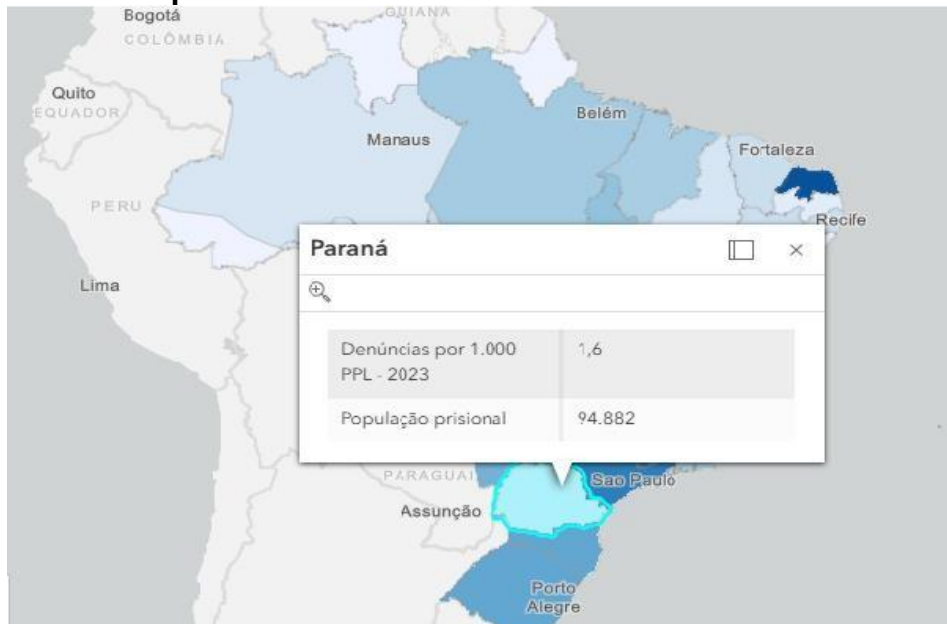 Bogotá
COLÔMBIA
GUIANA
Quito
EQUADOR
Belém
Manaus
Fortaleza
PERU
Recife
Lima
Paraná
Denúncias por 1.000
PPL - 2023
1,6
População prisional
94.882
PARAGUAI
Sao Paulo
Assunção
Porto
Alegre